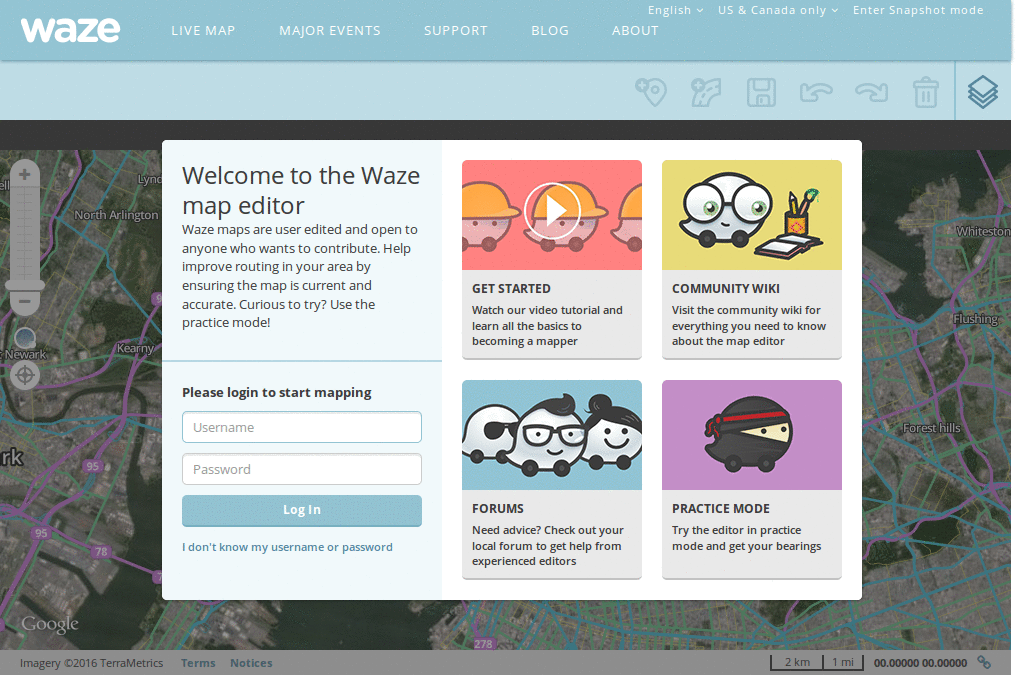 English
US & Canada only
Enter Snapshot mode
waze
LIVE MAP
MAJOR EVENTS
SUPPORT
BLOG
ABOUT
North Arlington
Kearny
Newark
95
95
78
278
Whiteston
Flushing
Forest hills
Welcome to the Waze
map editor
Waze maps are user edited and open to
anyone who wants to contribute. Help
improve routing in your area by
ensuring the map is current and
accurate. Curious to try? Use the
practice mode!
Please login to start mapping
Username
Password
Log In
I don't know my username or password
GET STARTED
Watch our video tutorial and
learn all the basics to
becoming a mapper
COMMUNITY WIKI
Visit the community wiki for
everything you need to know
about the map editor
FORUMS
Need advice? Check out your
local forum to get help from
experienced editors
PRACTICE MODE
Try the editor in practice
mode and get your bearings
Google
Imagery ©2016 TerraMetrics
Terms
Notices
2 km
1 mi
00.00000 00.00000